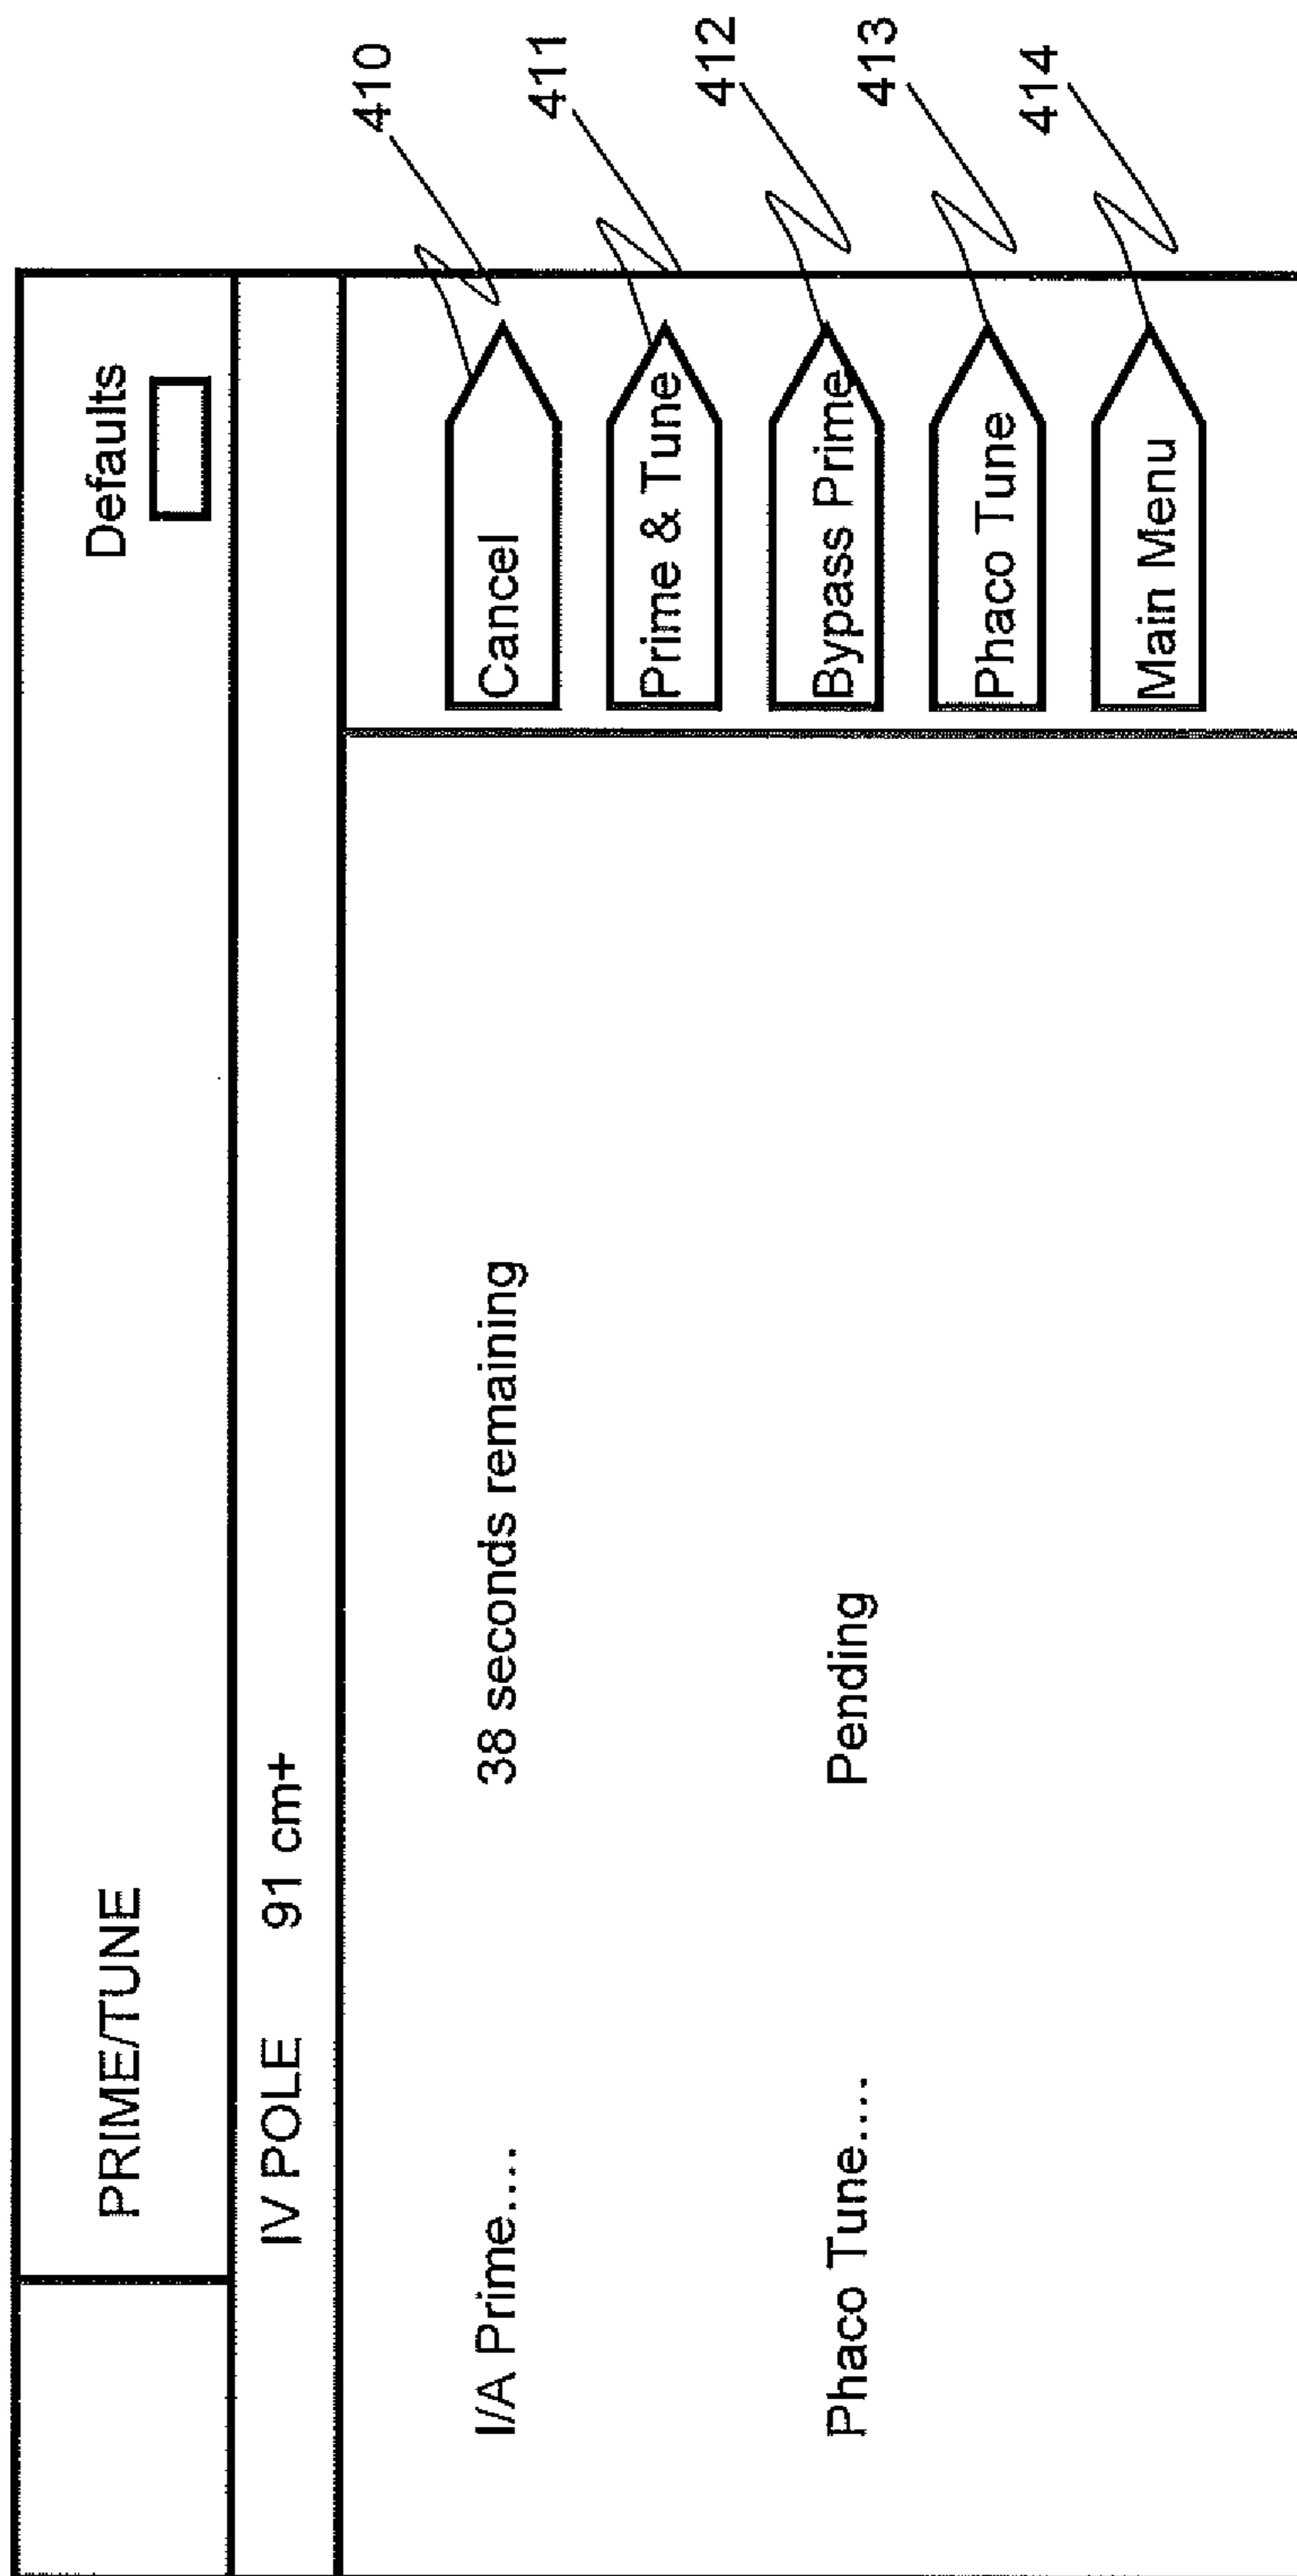 PRIME/TUNE
Defaults
IV POLE 91 cm+
I/A Prime.... 38 seconds remaining
Phaco Tune.... Pending
Cancel
Prime & Tune
Bypass Prime
Phaco Tune
Main Menu
410
411
412
413
414